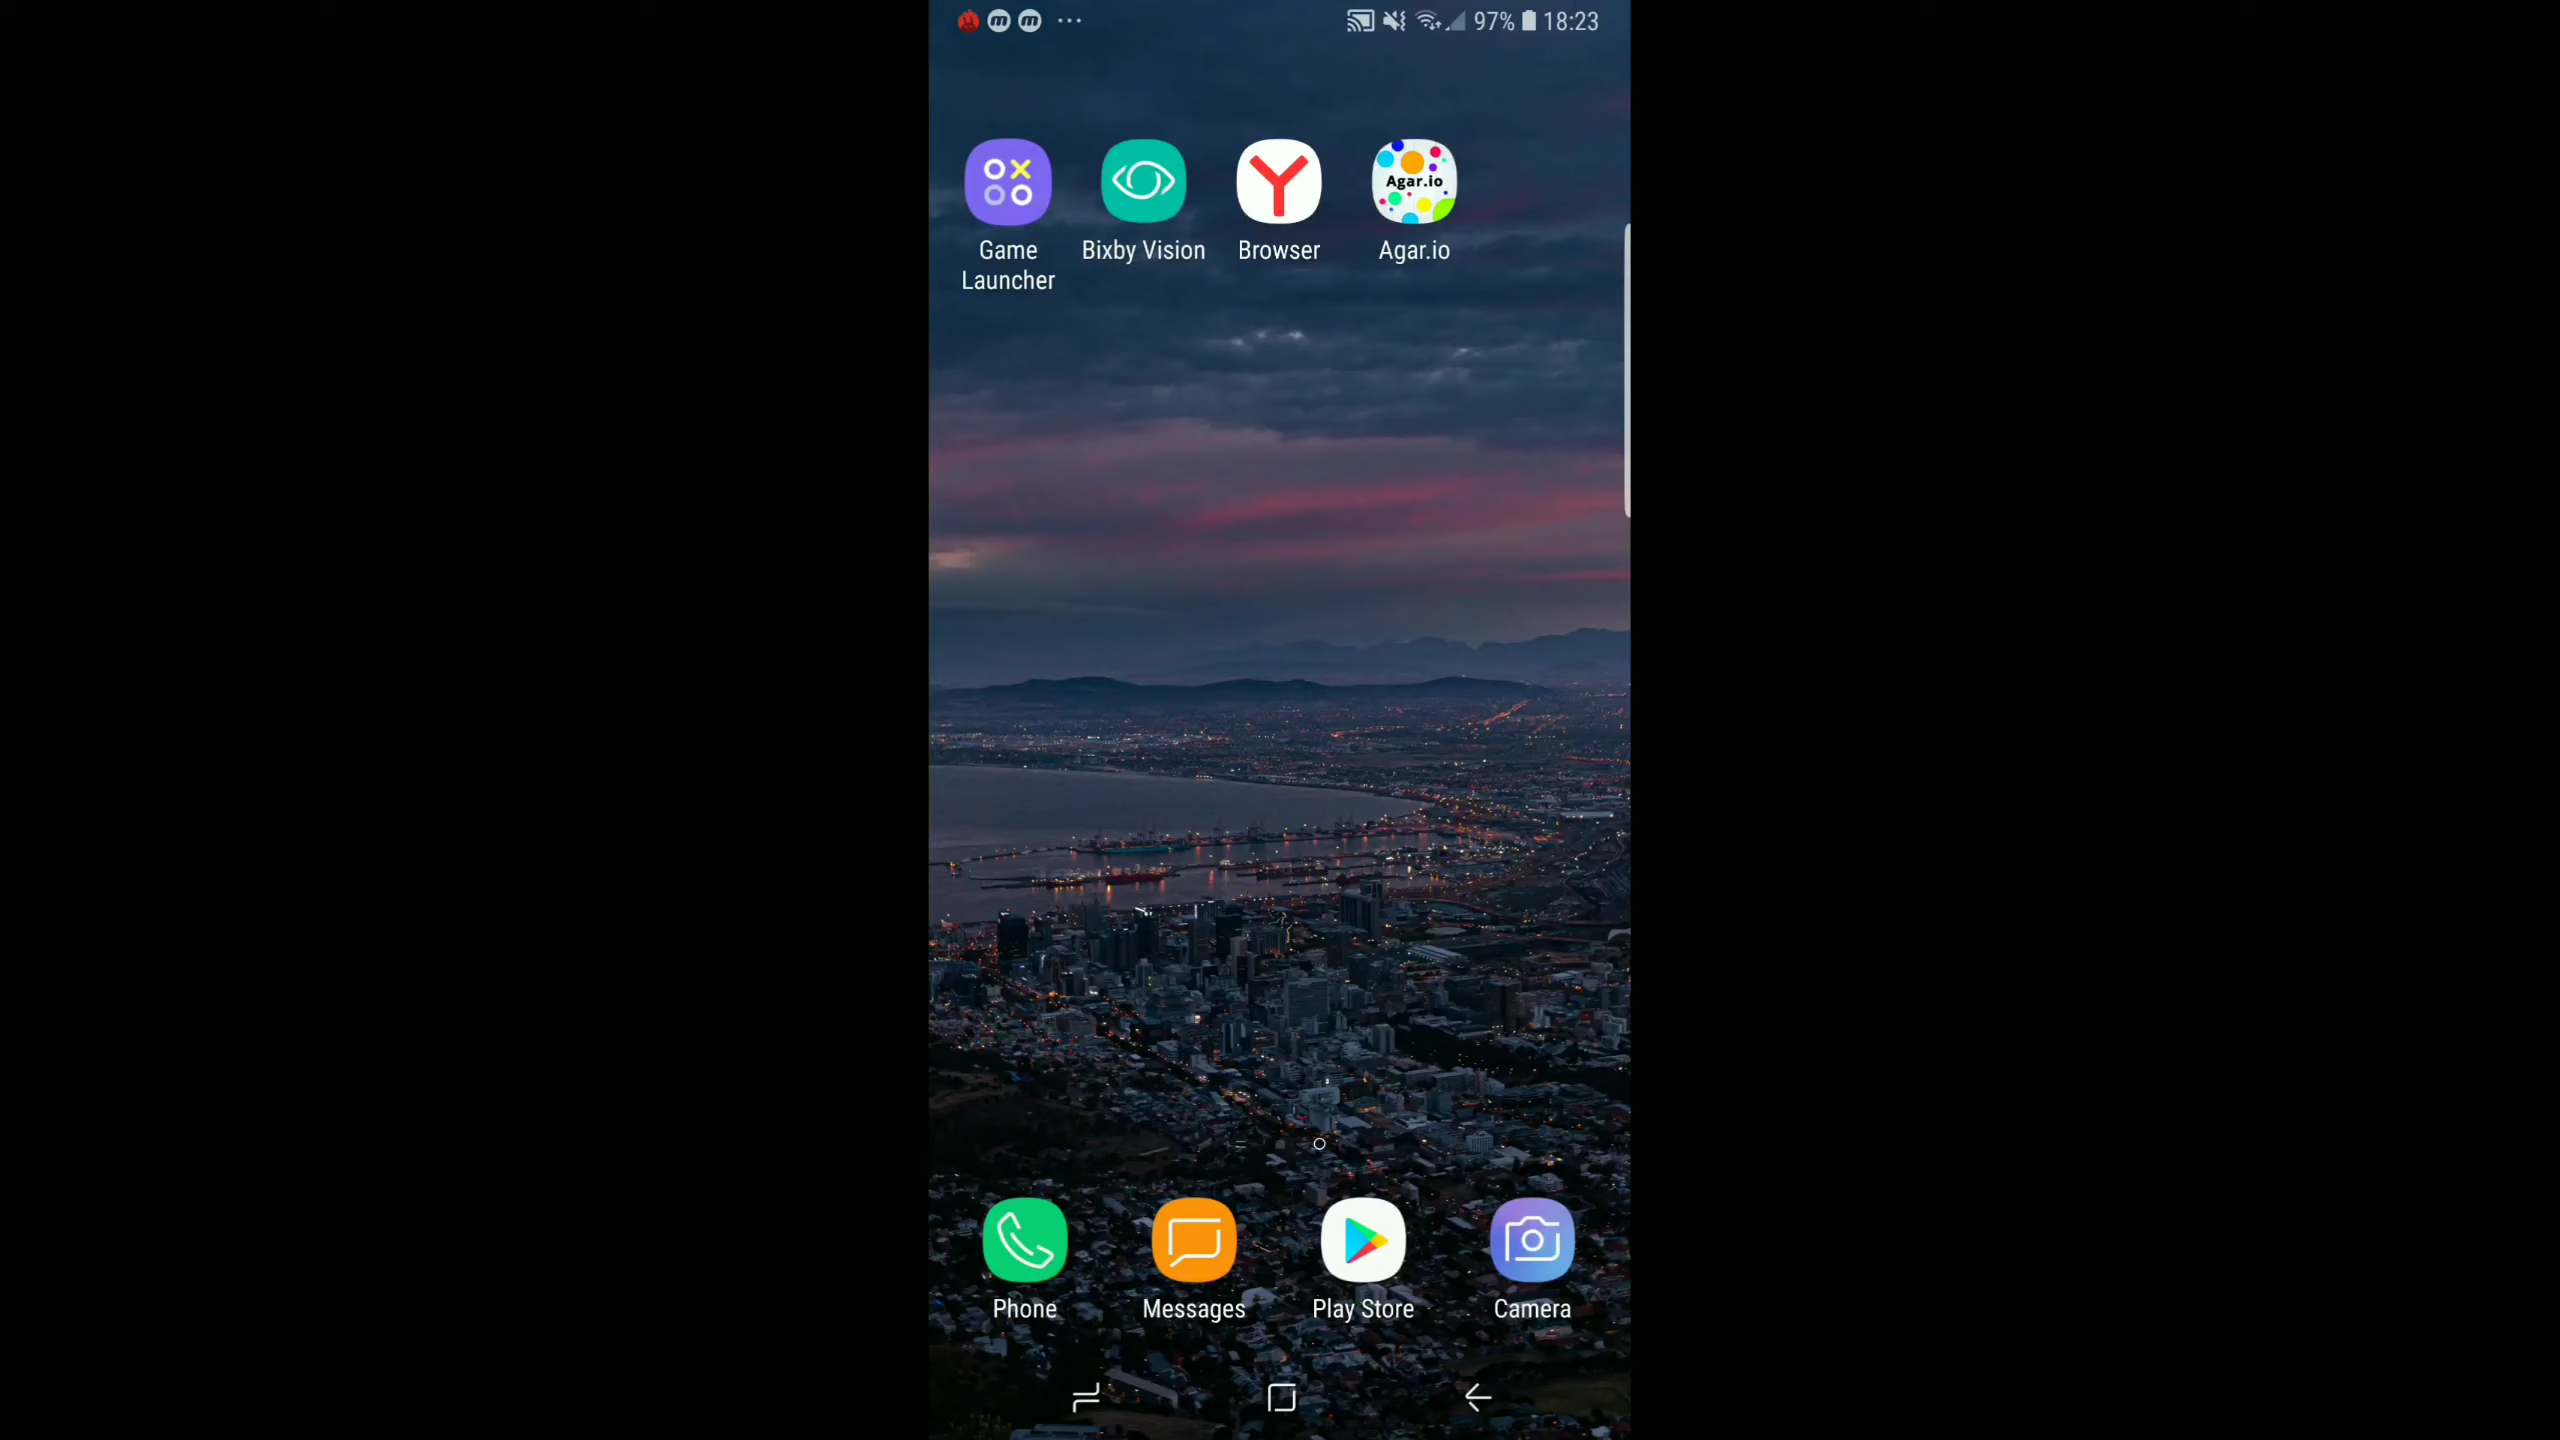 97% 18:23
Agar.io
Game Launcher
Bixby Vision
Browser
Agar.io
Phone
Messages
Play Store
Camera